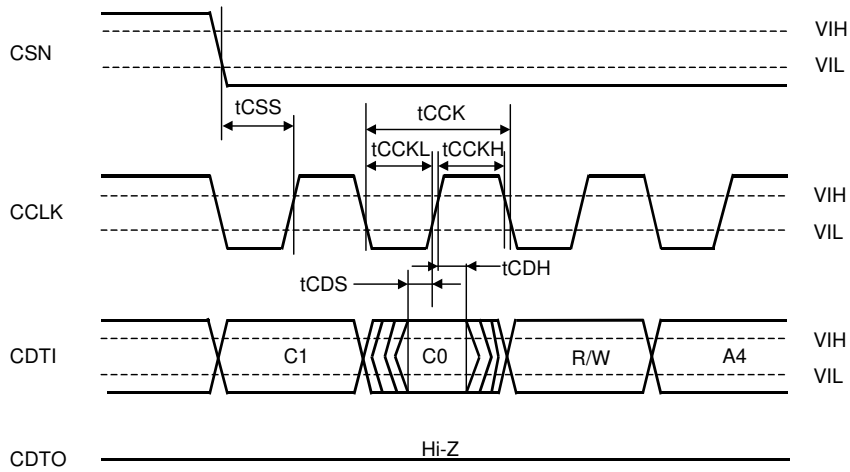 CSN
VIH
VIL
tCSS
tCCK
tCCKL
tCCKH
CCLK
VIH
VIL
tCDS
tCDH
CDTI
C1
C0
R/W
A4
VIH
VIL
CDTO
Hi-Z